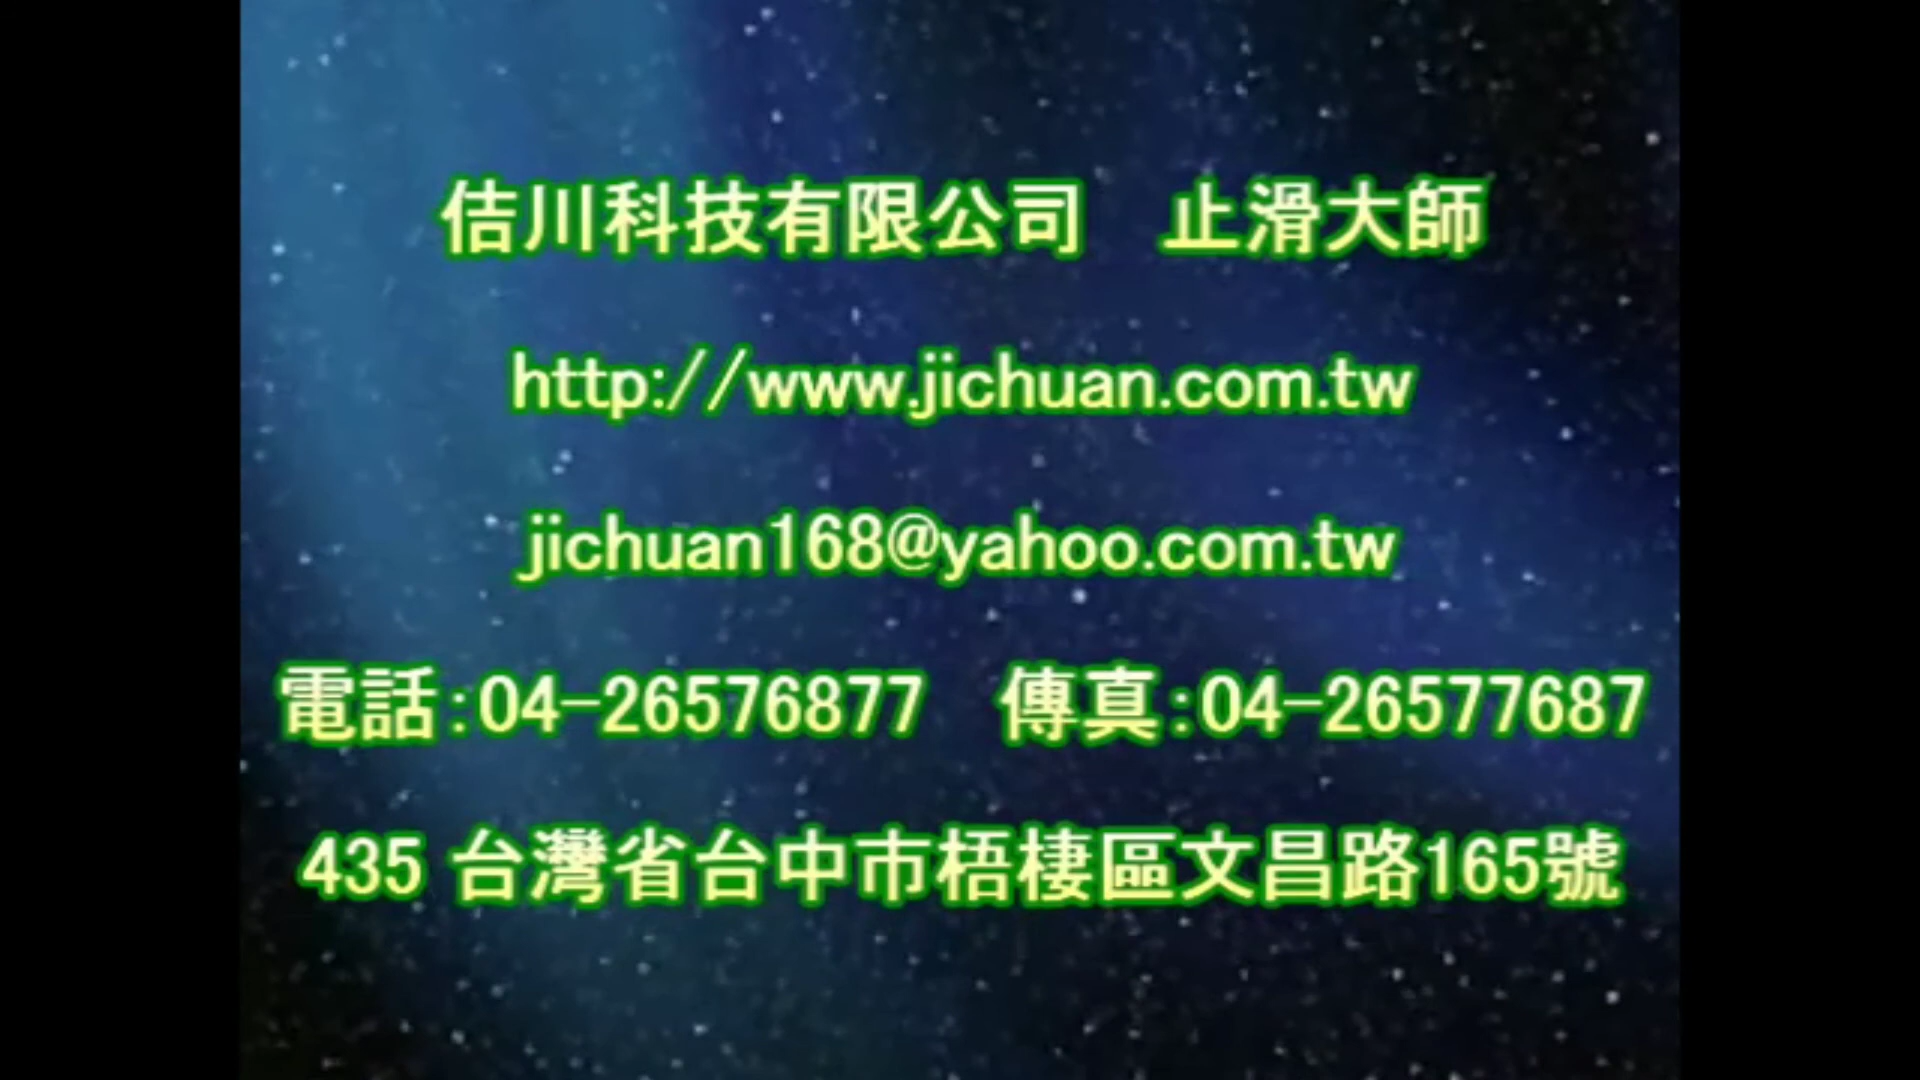 佶川科技有限公司　止滑大師
http://www.jichuan.com.tw
jichuan168@yahoo.com.tw
電話:04-26576877　傳真:04-26577687
435 台灣省台中市梧棲區文昌路165號